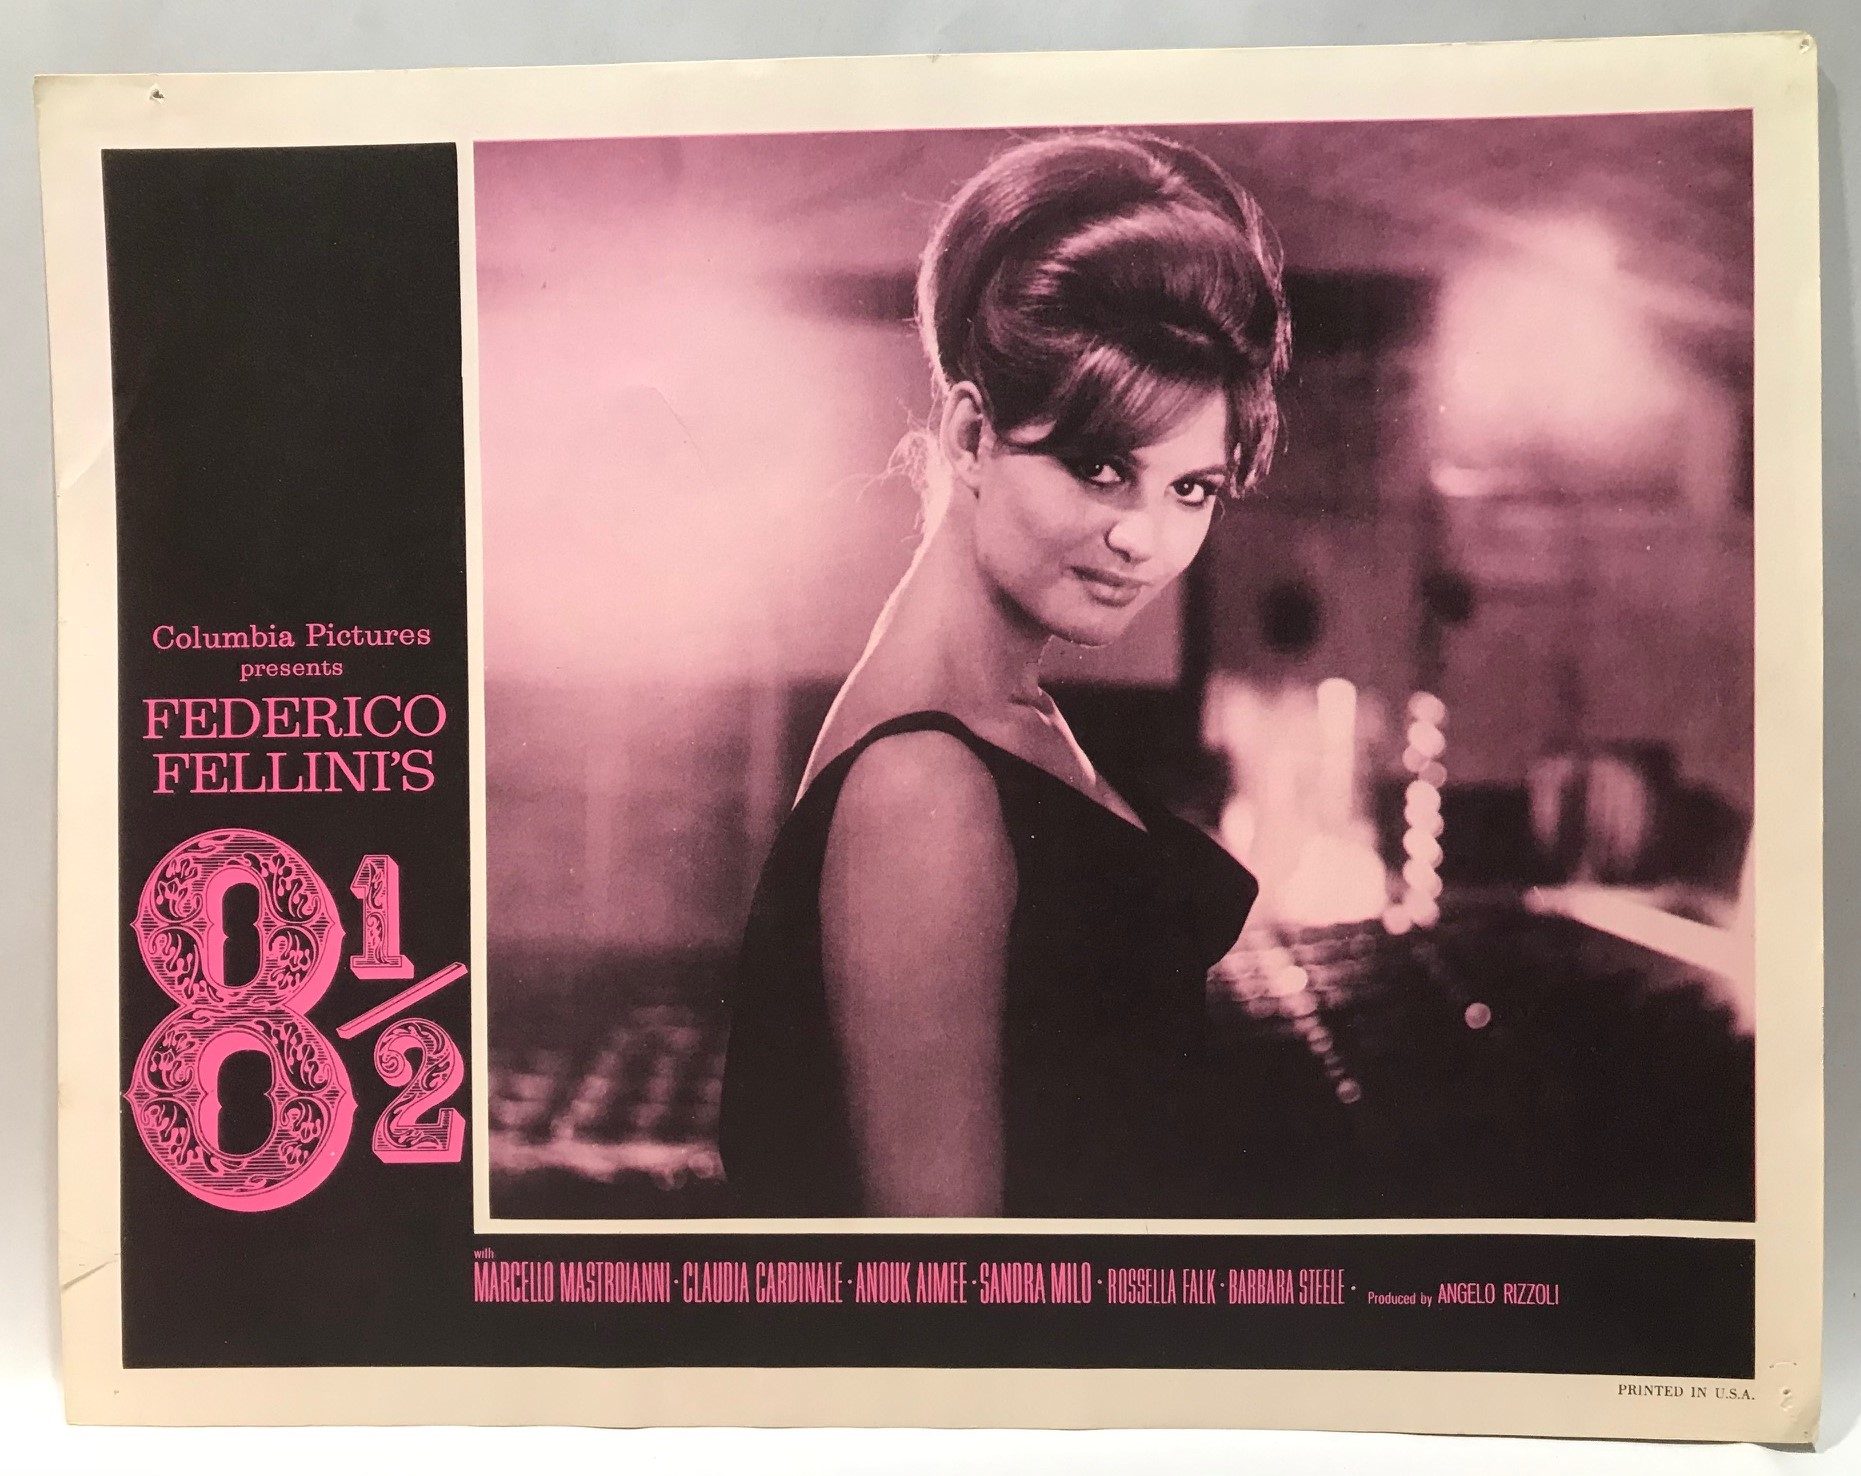 Columbia Pictures
presents
FEDERICO
FELLINI'S
8 1/2
with
MARCELLO MASTROIANNI · CLAUDIA CARDINALE · ANOUK AIMEE · SANDRA MILO · ROSSELLA FALK · BARBARA STEELE · Produced by ANGELO RIZZOLI
PRINTED IN U.S.A.